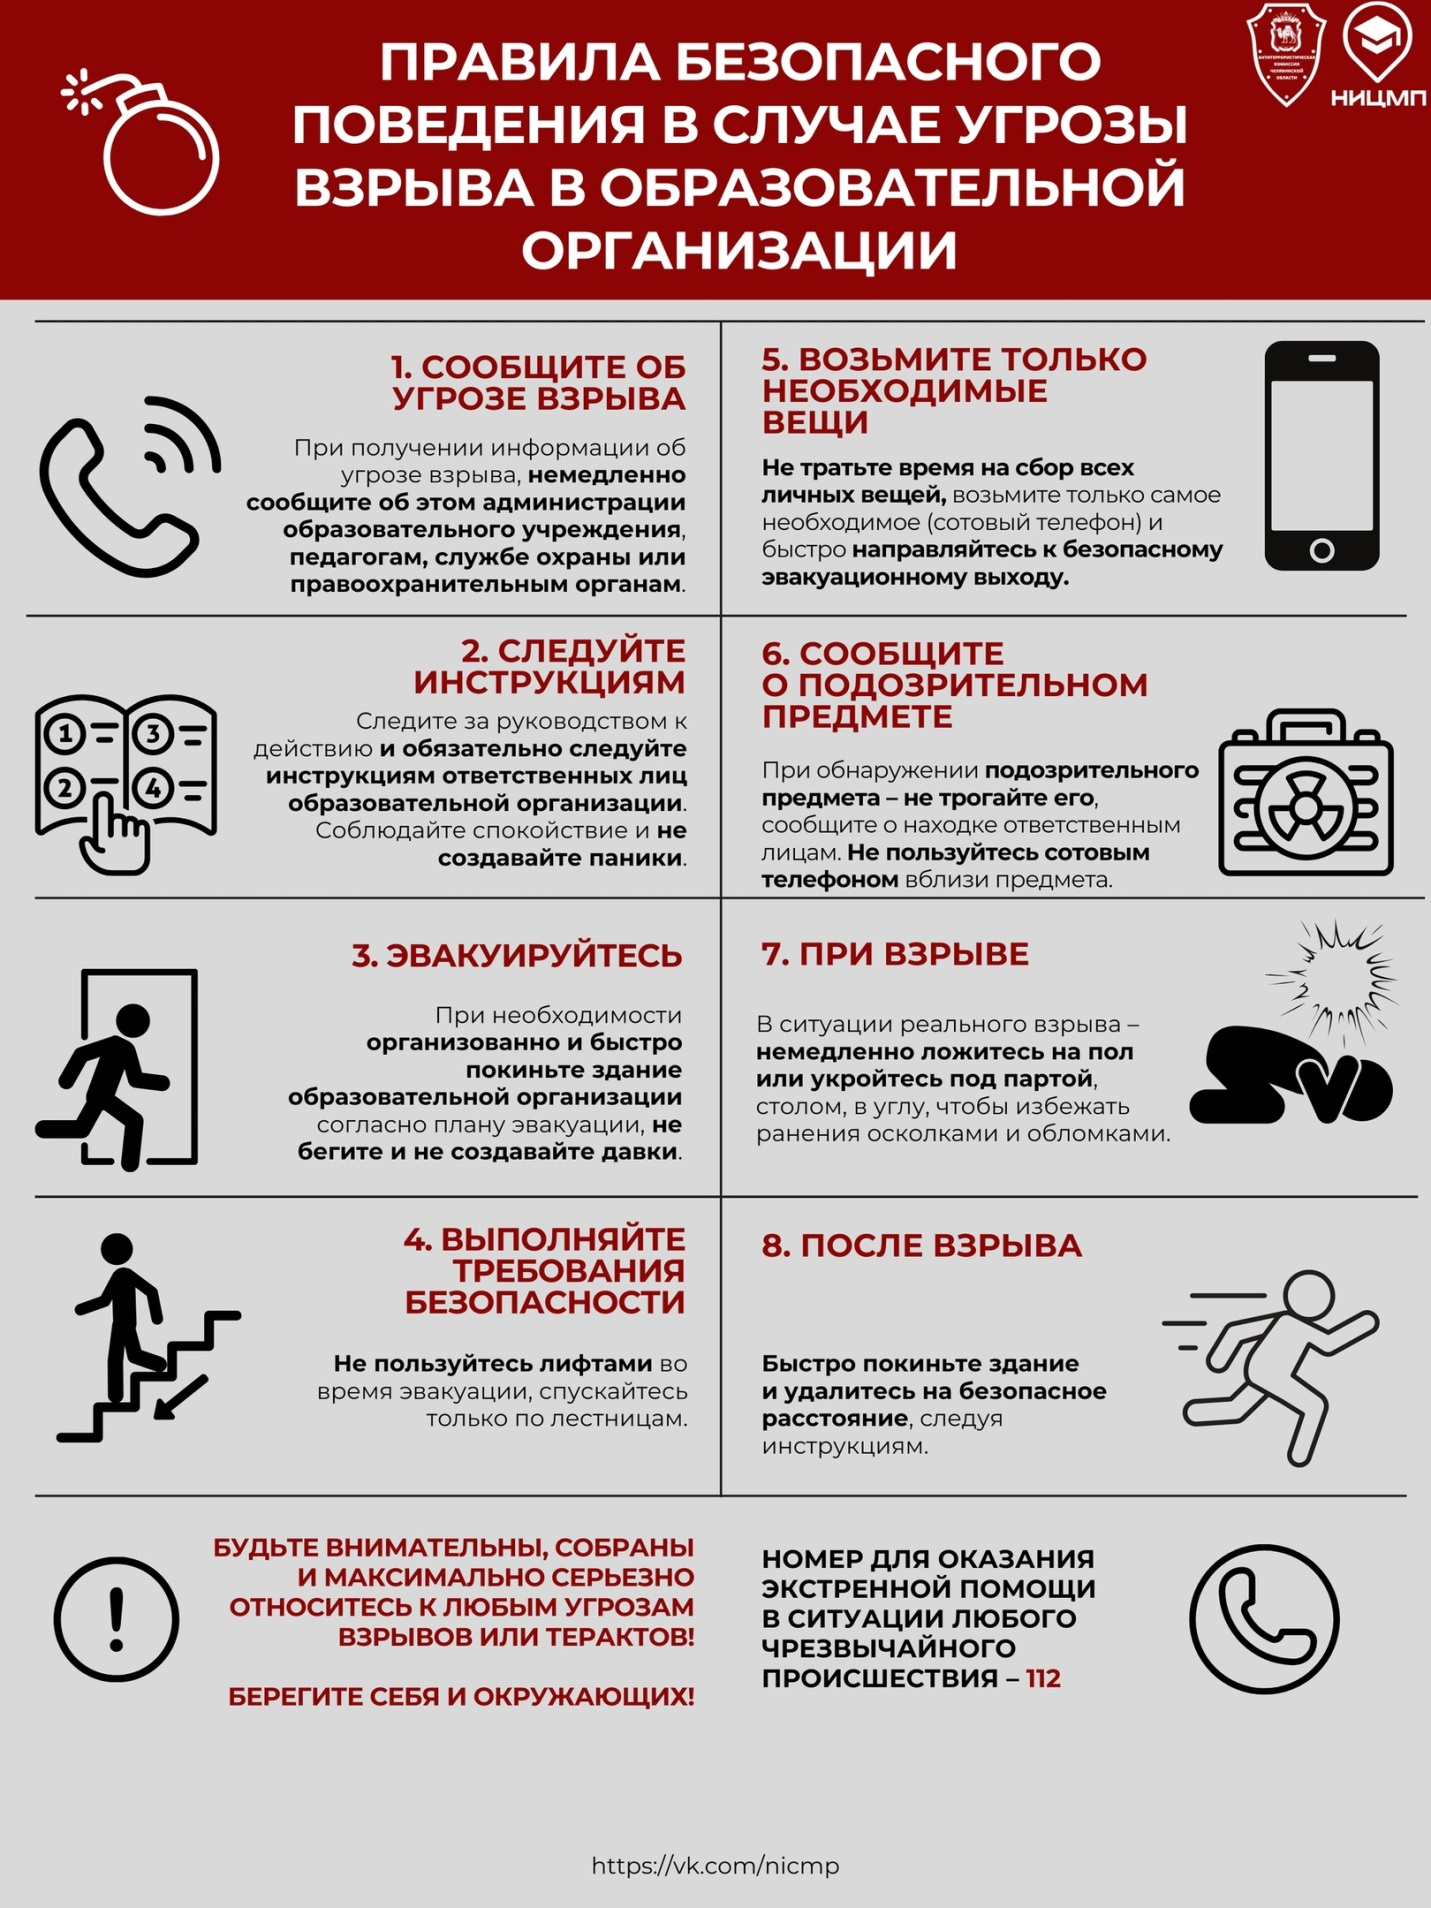 ПРАВИЛА БЕЗОПАСНОГО
ПОВЕДЕНИЯ В СЛУЧАЕ УГРОЗЫ
ВЗРЫВА В ОБРАЗОВАТЕЛЬНОЙ
ОРГАНИЗАЦИИ
АНТИТЕРРОРИСТИЧЕСКАЯ
КОМИССИЯ
ЧЕЛЯБИНСКОЙ
ОБЛАСТИ
НИЦМП
1. СООБЩИТЕ ОБ
УГРОЗЕ ВЗРЫВА
При получении информации об
угрозе взрыва, немедленно
сообщите об этом администрации
образовательного учреждения,
педагогам, службе охраны или
правоохранительным органам.
2. СЛЕДУЙТЕ
ИНСТРУКЦИЯМ
Следите за руководством к
действию и обязательно следуйте
инструкциям ответственных лиц
образовательной организации.
Соблюдайте спокойствие и не
создавайте паники.
1 3
2 4
3. ЭВАКУИРУЙТЕСЬ
При необходимости
организованно и быстро
покиньте здание
образовательной организации
согласно плану эвакуации, не
бегите и не создавайте давки.
4. ВЫПОЛНЯЙТЕ
ТРЕБОВАНИЯ
БЕЗОПАСНОСТИ
Не пользуйтесь лифтами во
время эвакуации, спускайтесь
только по лестницам.
5. ВОЗЬМИТЕ ТОЛЬКО
НЕОБХОДИМЫЕ
ВЕЩИ
Не тратьте время на сбор всех
личных вещей, возьмите только самое
необходимое (сотовый телефон) и
быстро направляйтесь к безопасному
эвакуационному выходу.
6. СООБЩИТЕ
О ПОДОЗРИТЕЛЬНОМ
ПРЕДМЕТЕ
При обнаружении подозрительного
предмета – не трогайте его,
сообщите о находке ответственным
лицам. Не пользуйтесь сотовым
телефоном вблизи предмета.
7. ПРИ ВЗРЫВЕ
В ситуации реального взрыва –
немедленно ложитесь на пол
или укройтесь под партой,
столом, в углу, чтобы избежать
ранения осколками и обломками.
8. ПОСЛЕ ВЗРЫВА
Быстро покиньте здание
и удалитесь на безопасное
расстояние, следуя
инструкциям.
БУДЬТЕ ВНИМАТЕЛЬНЫ, СОБРАНЫ
И МАКСИМАЛЬНО СЕРЬЕЗНО
ОТНОСИТЕСЬ К ЛЮБЫМ УГРОЗАМ
ВЗРЫВОВ ИЛИ ТЕРАКТОВ!
БЕРЕГИТЕ СЕБЯ И ОКРУЖАЮЩИХ!
НОМЕР ДЛЯ ОКАЗАНИЯ
ЭКСТРЕННОЙ ПОМОЩИ
В СИТУАЦИИ ЛЮБОГО
ЧРЕЗВЫЧАЙНОГО
ПРОИСШЕСТВИЯ – 112
https://vk.com/nicmp